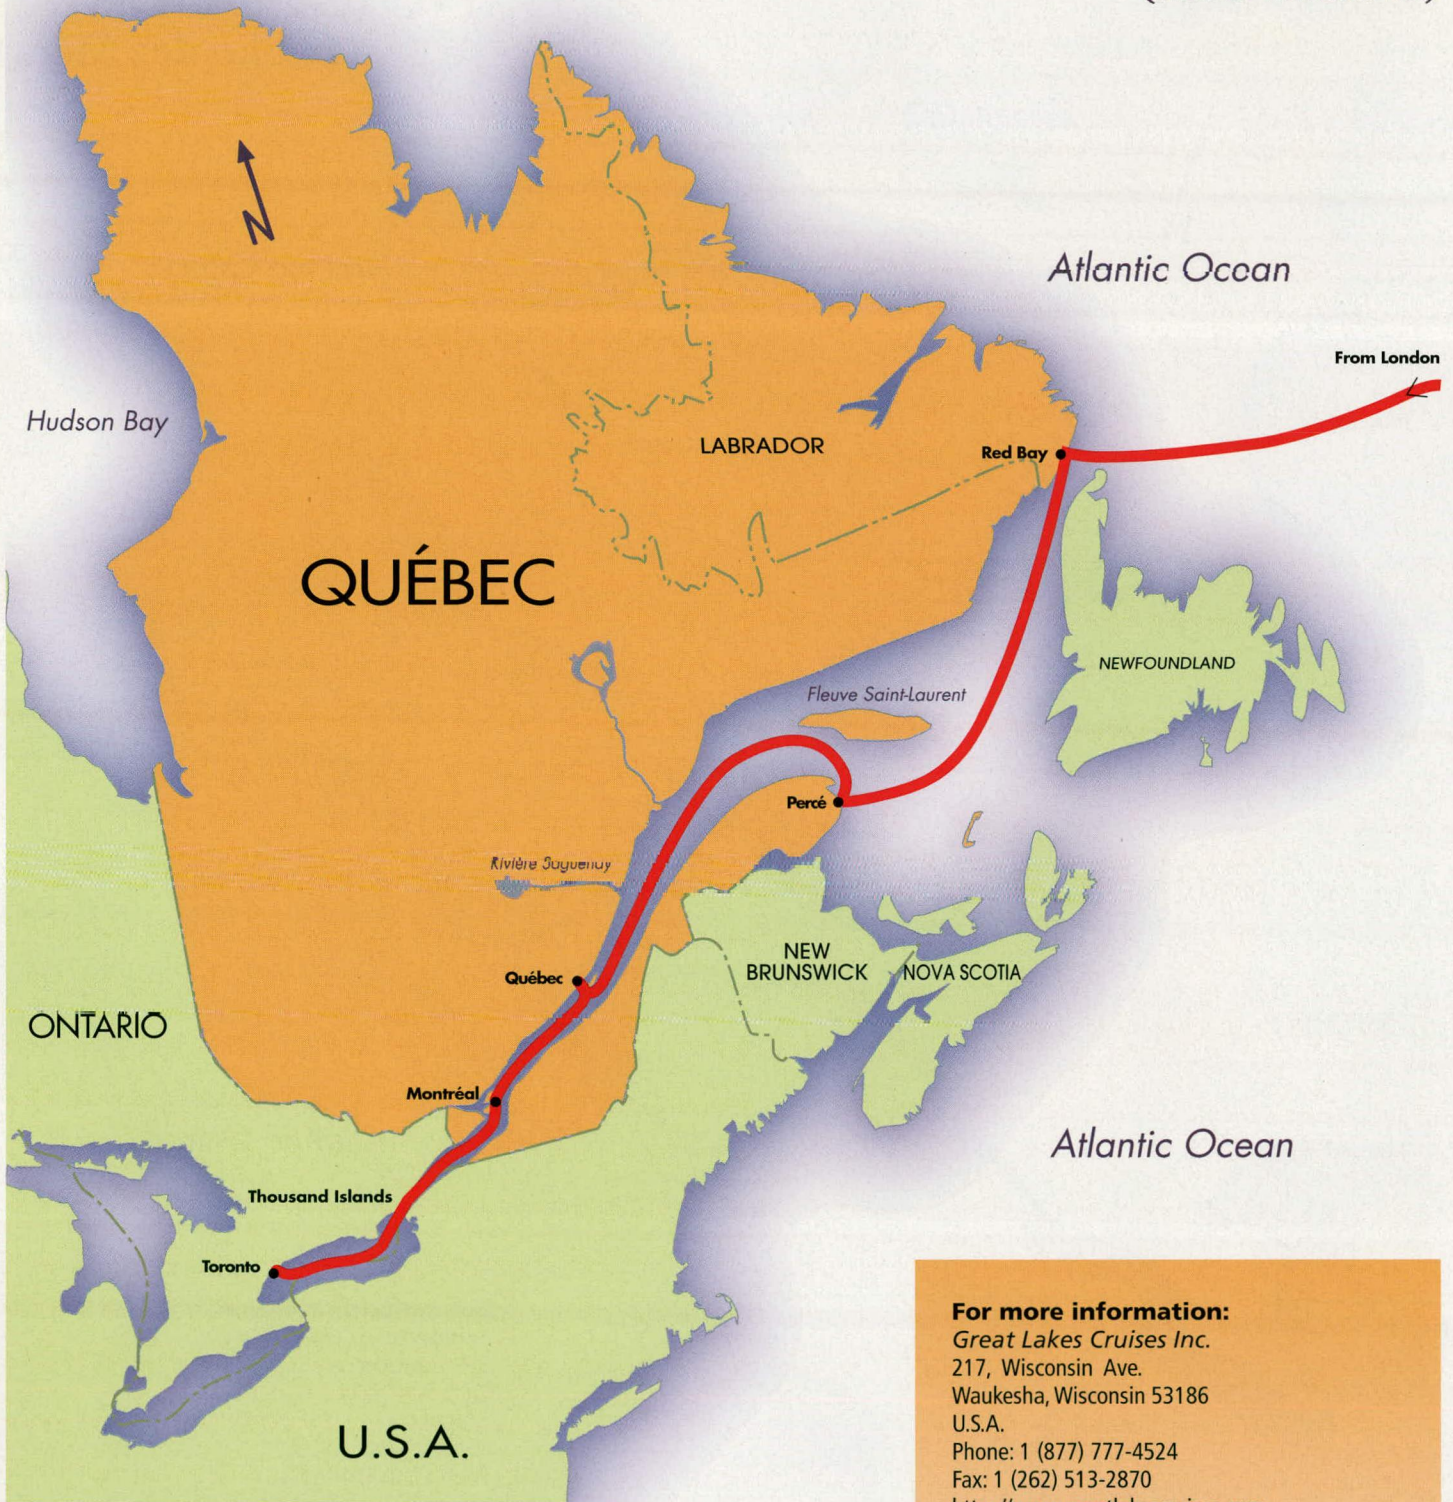 Atlantic Ocean
From London
Hudson Bay
LABRADOR
Red Bay
QUÉBEC
NEWFOUNDLAND
Fleuve Saint-Laurent
Percé
Rivière Saguenay
Québec
NEW
BRUNSWICK
NOVA SCOTIA
ONTARIO
Montréal
Atlantic Ocean
Thousand Islands
Toronto
U.S.A.
For more information:
Great Lakes Cruises Inc.
217, Wisconsin Ave.
Waukesha, Wisconsin 53186
U.S.A.
Phone: 1 (877) 777-4524
Fax: 1 (262) 513-2870
N